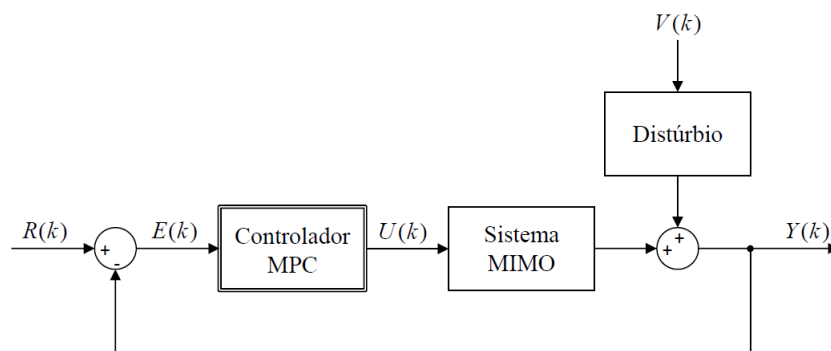 V(k)
Distúrbio
+
R(k)
+
-
E(k)
Controlador
MPC
U(k)
Sistema
MIMO
+
Y(k)